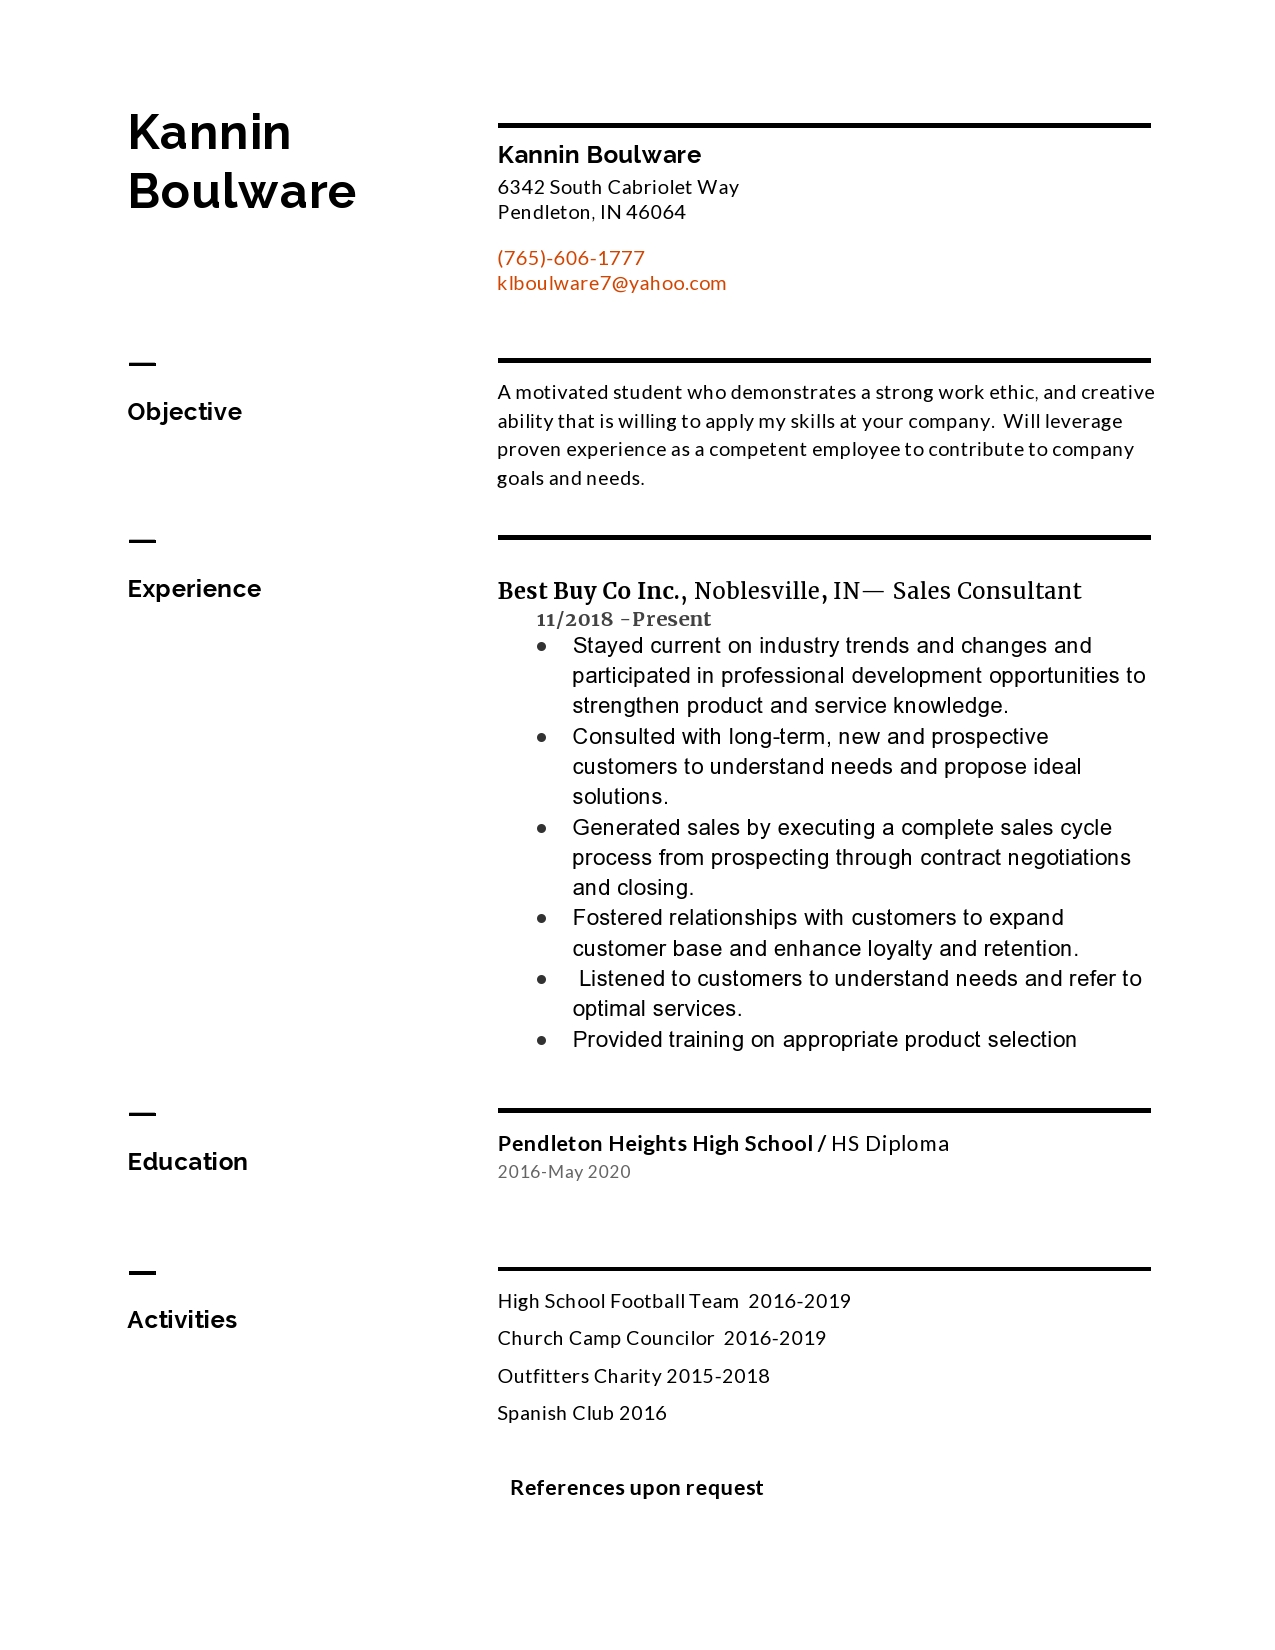 Kannin
Boulware
Kannin Boulware
6342 South Cabriolet Way
Pendleton, IN 46064
(765)-606-1777
klboulware7@yahoo.com
—
Objective
A motivated student who demonstrates a strong work ethic, and creative
ability that is willing to apply my skills at your company.  Will leverage
proven experience as a competent employee to contribute to company
goals and needs.
—
Experience
Best Buy Co Inc., Noblesville, IN— Sales Consultant
11/2018 -Present
● Stayed current on industry trends and changes and
participated in professional development opportunities to
strengthen product and service knowledge.
● Consulted with long-term, new and prospective
customers to understand needs and propose ideal
solutions.
● Generated sales by executing a complete sales cycle
process from prospecting through contract negotiations
and closing.
● Fostered relationships with customers to expand
customer base and enhance loyalty and retention.
● Listened to customers to understand needs and refer to
optimal services.
● Provided training on appropriate product selection
—
Education
Pendleton Heights High School / HS Diploma
2016-May 2020
—
Activities
High School Football Team  2016-2019
Church Camp Councilor  2016-2019
Outfitters Charity 2015-2018
Spanish Club 2016
References upon request